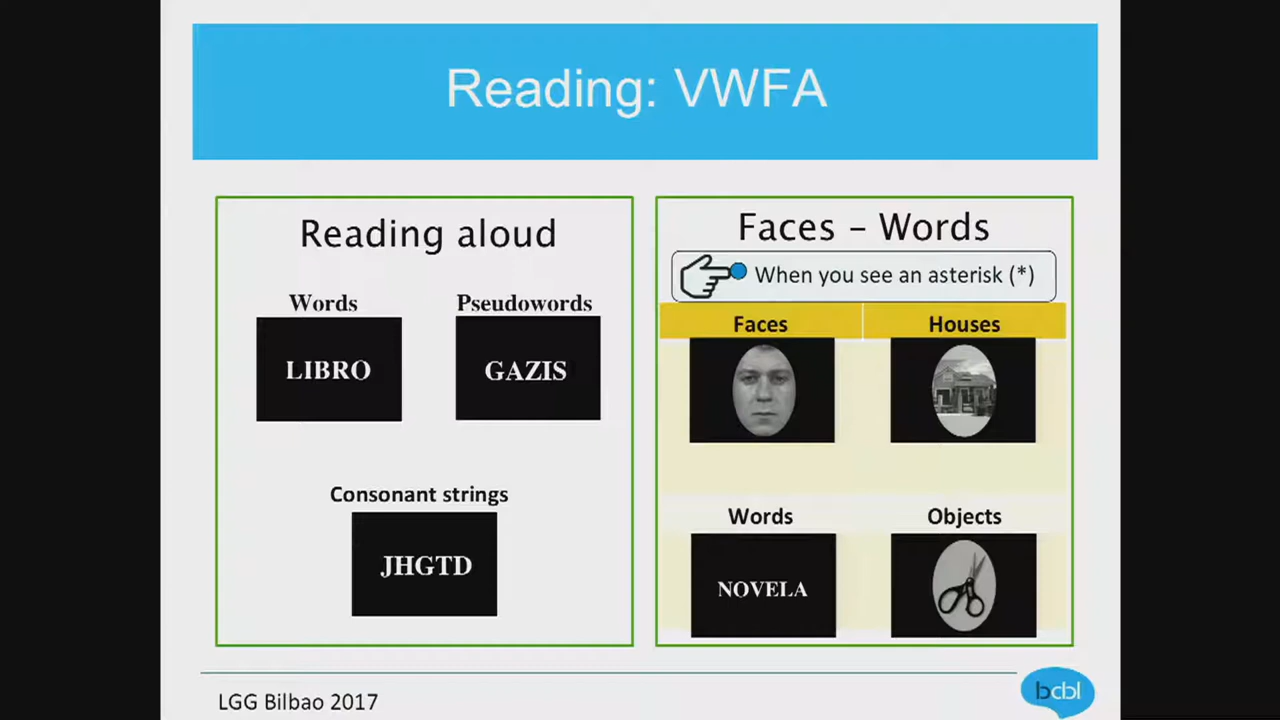 Reading: VWFA
Reading aloud
Words
Pseudowords
LIBRO
GAZIS
Consonant strings
JHGTD
Faces – Words
When you see an asterisk (*)
Faces
Houses
Words
Objects
NOVELA
LGG Bilbao 2017
bcbl